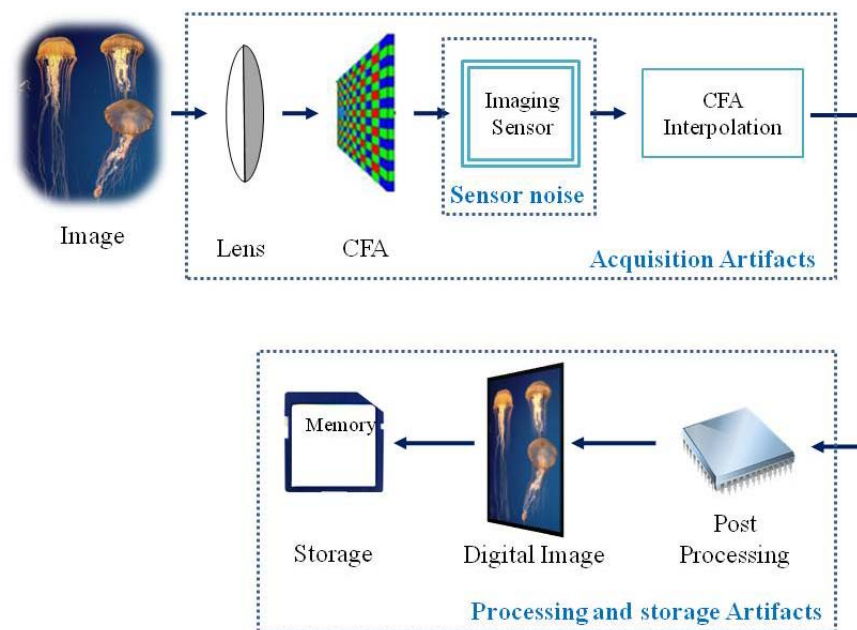 Imaging
Sensor
CFA
Interpolation
Sensor noise
Image
Lens
CFA
Acquisition Artifacts
Memory
Storage
Digital Image
Post
Processing
Processing and storage Artifacts